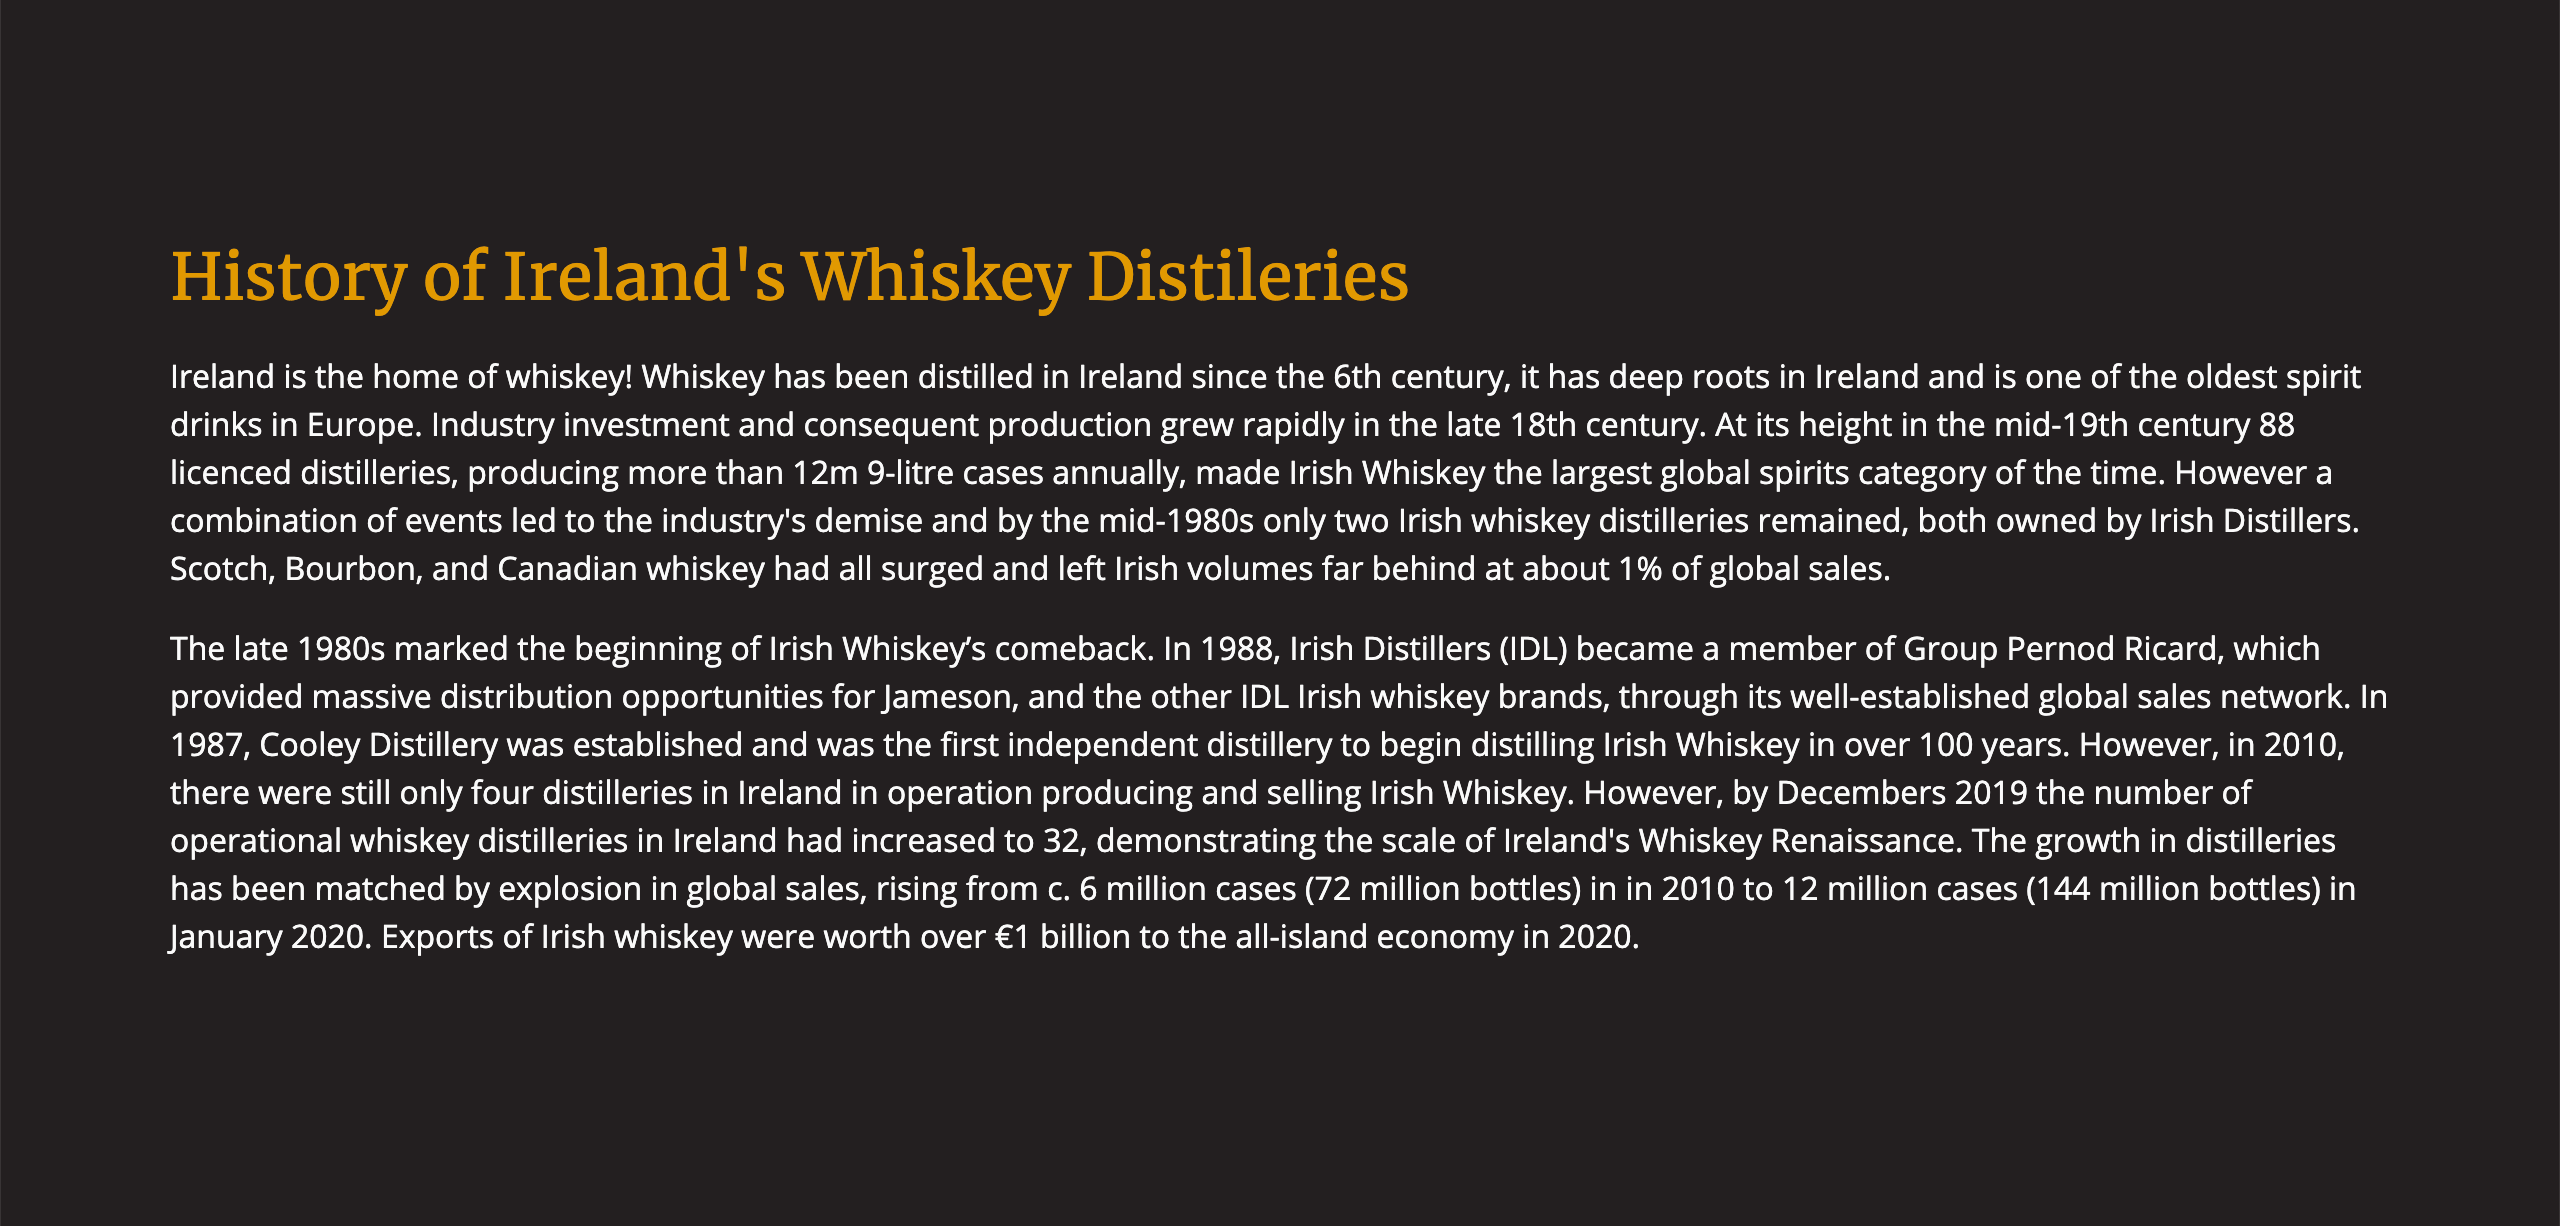 History of Ireland's Whiskey Distileries
Ireland is the home of whiskey! Whiskey has been distilled in Ireland since the 6th century, it has deep roots in Ireland and is one of the oldest spirit
drinks in Europe. Industry investment and consequent production grew rapidly in the late 18th century. At its height in the mid-19th century 88
licenced distilleries, producing more than 12m 9-litre cases annually, made Irish Whiskey the largest global spirits category of the time. However a
combination of events led to the industry's demise and by the mid-1980s only two Irish whiskey distilleries remained, both owned by Irish Distillers.
Scotch, Bourbon, and Canadian whiskey had all surged and left Irish volumes far behind at about 1% of global sales.
The late 1980s marked the beginning of Irish Whiskey’s comeback. In 1988, Irish Distillers (IDL) became a member of Group Pernod Ricard, which
provided massive distribution opportunities for Jameson, and the other IDL Irish whiskey brands, through its well-established global sales network. In
1987, Cooley Distillery was established and was the first independent distillery to begin distilling Irish Whiskey in over 100 years. However, in 2010,
there were still only four distilleries in Ireland in operation producing and selling Irish Whiskey. However, by Decembers 2019 the number of
operational whiskey distilleries in Ireland had increased to 32, demonstrating the scale of Ireland's Whiskey Renaissance. The growth in distilleries
has been matched by explosion in global sales, rising from c. 6 million cases (72 million bottles) in in 2010 to 12 million cases (144 million bottles) in
January 2020. Exports of Irish whiskey were worth over €1 billion to the all-island economy in 2020.